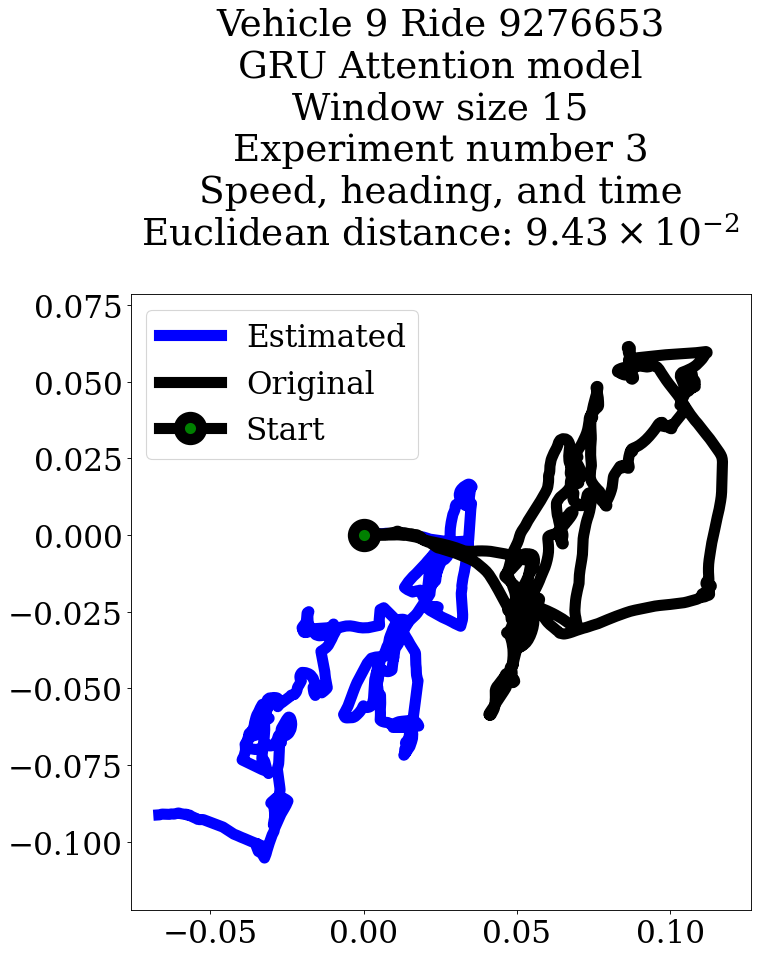 Vehicle 9 Ride 9276653
GRU Attention model
Window size 15
Experiment number 3
Speed, heading, and time
Euclidean distance: 9.43 × 10⁻²
Estimated
Original
Start
0.075
0.050
0.025
0.000
−0.025
−0.050
−0.075
−0.100
−0.05 0.00 0.05 0.10